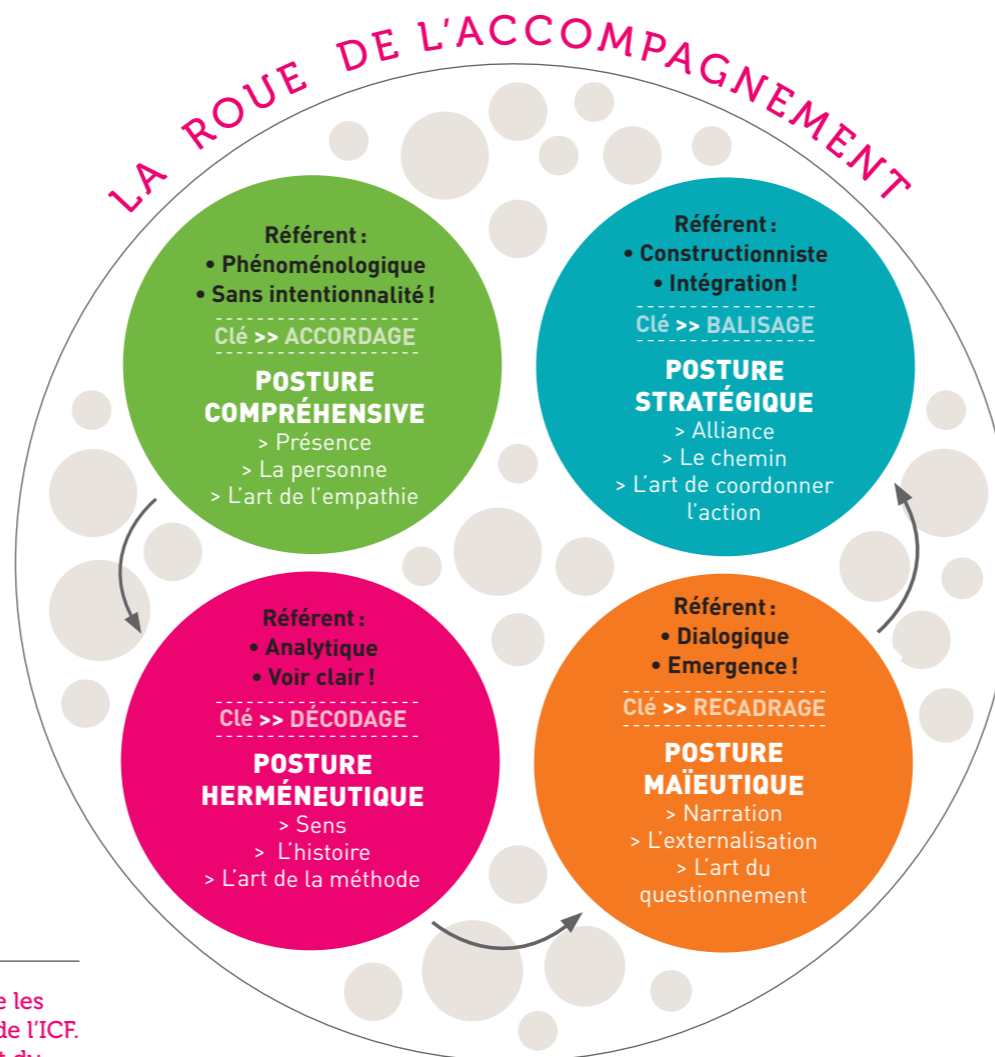 LA ROUE DE L'ACCOMPAGNEMENT
Référent :
• Phénoménologique
• Sans intentionnalité !
Clé >> ACCORDAGE
POSTURE
COMPRÉHENSIVE
> Présence
> La personne
> L'art de l'empathie
Référent :
• Constructionniste
• Intégration !
Clé >> BALISAGE
POSTURE
STRATÉGIQUE
> Alliance
> Le chemin
> L'art de coordonner
l'action
Référent :
• Analytique
• Voir clair !
Clé >> DÉCODAGE
POSTURE
HERMÉNEUTIQUE
> Sens
> L'histoire
> L'art de la méthode
Référent :
• Dialogique
• Emergence !
Clé >> RECADRAGE
POSTURE
MAÏEUTIQUE
> Narration
> L'externalisation
> L'art du
questionnement
les
de l'ICF.